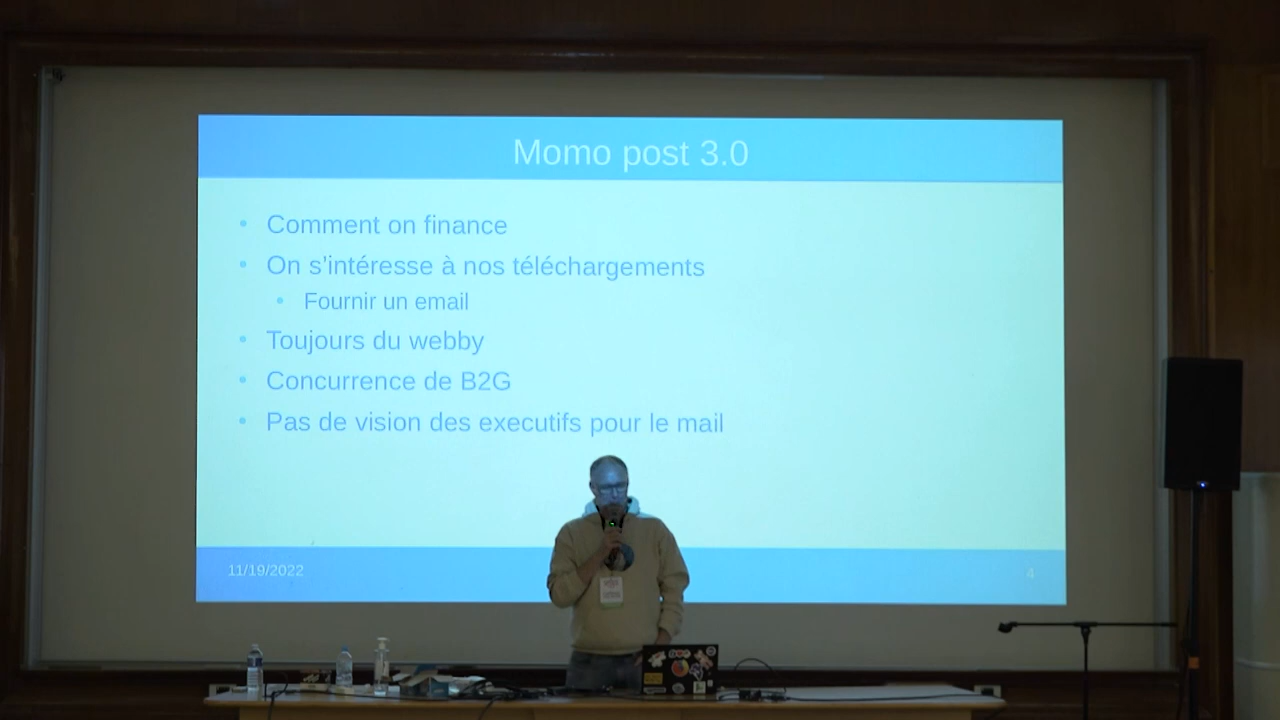 Momo post 3.0
• Comment on finance
• On s'intéresse à nos téléchargements
• Fournir un email
• Toujours du webby
• Concurrence de B2G
• Pas de vision des executifs pour le mail
11/19/2022
4